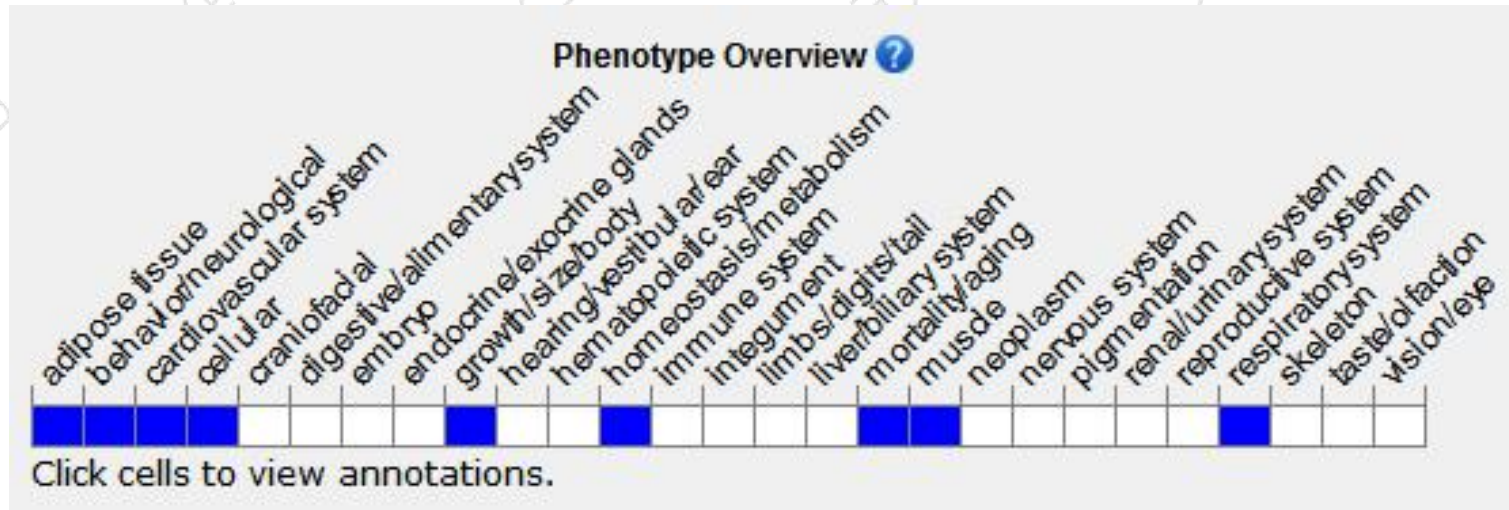 Phenotype Overview ?
adipose tissue
behavior/neurological
cardiovascular system
cellular
craniofacial
digestive/alimentary system
embryo
endocrine/exocrine glands
growth/size/body
hearing/vestibular/ear
hematopoietic system
homeostasis/metabolism
immune system
integument
limbs/digits/tail
liver/biliary system
mortality/aging
muscle
neoplasm
nervous system
pigmentation
renal/urinary system
reproductive system
respiratory system
skeleton
taste/olfaction
vision/eye
Click cells to view annotations.